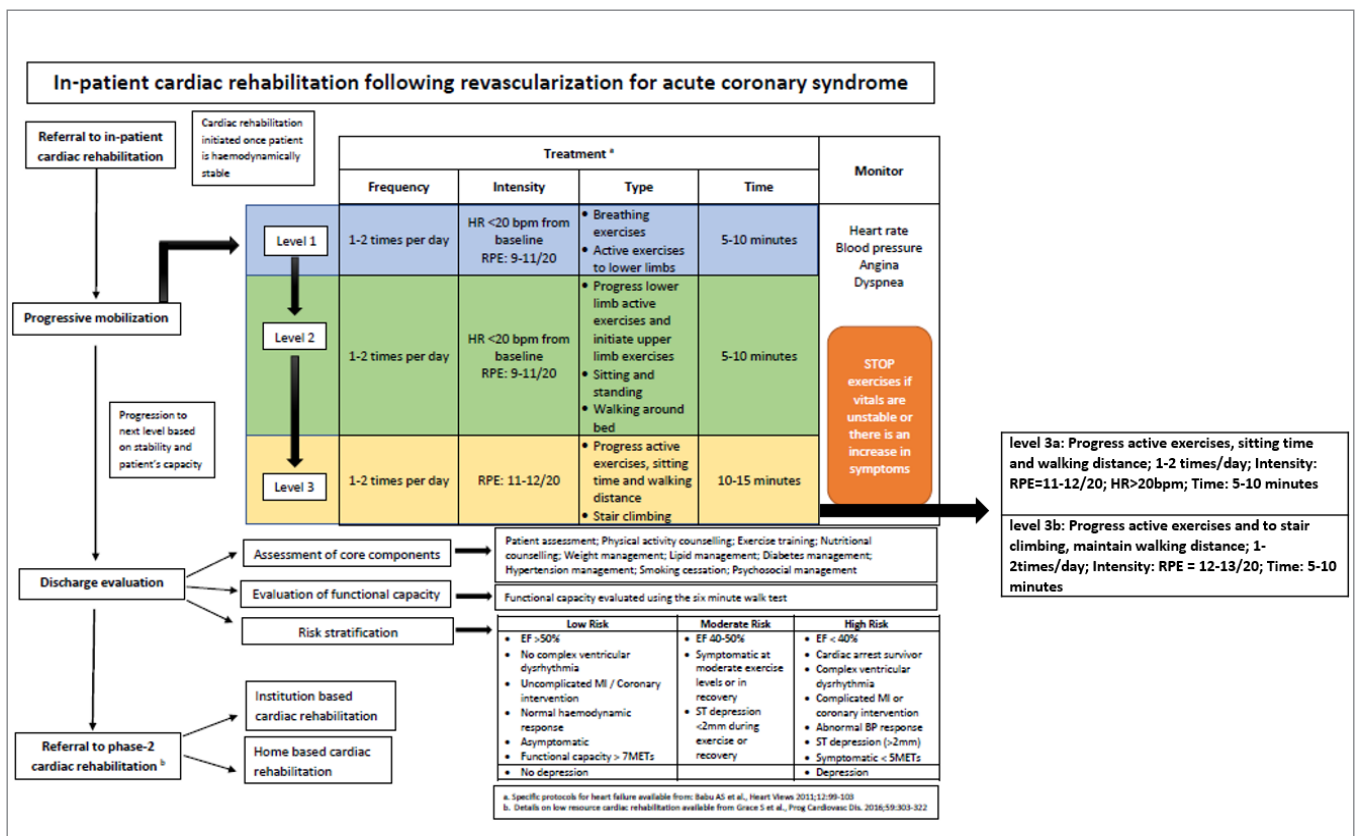 In-patient cardiac rehabilitation following revascularization for acute coronary syndrome
Referral to in-patient
cardiac rehabilitation
Cardiac rehabilitation
initiated once patient
is haemodynamically
stable
Treatment ᵃ
Monitor
Frequency
Intensity
Type
Time
Level 1
1-2 times per day
HR <20 bpm from
baseline
RPE: 9-11/20
• Breathing
exercises
• Active exercises
to lower limbs
5-10 minutes
Heart rate
Blood pressure
Angina
Dyspnea
Progressive mobilization
Level 2
1-2 times per day
HR <20 bpm from
baseline
RPE: 9-11/20
• Progress lower
limb active
exercises and
initiate upper
limb exercises
• Sitting and
standing
• Walking around
bed
5-10 minutes
STOP
exercises if
vitals are
unstable or
there is an
increase in
symptoms
Progression to
next level based
on stability and
patient's capacity
Level 3
1-2 times per day
RPE: 11-12/20
• Progress active
exercises, sitting
time and walking
distance
• Stair climbing
10-15 minutes
level 3a: Progress active exercises, sitting time
and walking distance; 1-2 times/day; Intensity:
RPE=11-12/20; HR>20bpm; Time: 5-10 minutes
level 3b: Progress active exercises and to stair
climbing, maintain walking distance; 1-
2times/day; Intensity: RPE = 12-13/20; Time: 5-10
minutes
Discharge evaluation
Assessment of core components
Patient assessment; Physical activity counselling; Exercise training; Nutritional
counselling; Weight management; Lipid management; Diabetes management;
Hypertension management; Smoking cessation; Psychosocial management
Evaluation of functional capacity
Functional capacity evaluated using the six minute walk test
Risk stratification
Low Risk
• EF >50%
• No complex ventricular
dysrhythmia
• Uncomplicated MI / Coronary
intervention
• Normal haemodynamic
response
• Asymptomatic
• Functional capacity > 7METs
• No depression
Moderate Risk
• EF 40-50%
• Symptomatic at
moderate exercise
levels or in
recovery
• ST depression
<2mm during
exercise or
recovery
High Risk
• EF < 40%
• Cardiac arrest survivor
• Complex ventricular
dysrhythmia
• Complicated MI or
coronary intervention
• Abnormal BP response
• ST depression (>2mm)
• Symptomatic < 5METs
• Depression
Referral to phase-2
cardiac rehabilitation ᵇ
Institution based
cardiac rehabilitation
Home based cardiac
rehabilitation
a. Specific protocols for heart failure available from: Babu AS et al., Heart Views 2011;12:99-103
b. Details on low resource cardiac rehabilitation available from Grace S et al., Prog Cardiovasc Dis. 2016;59:303-322